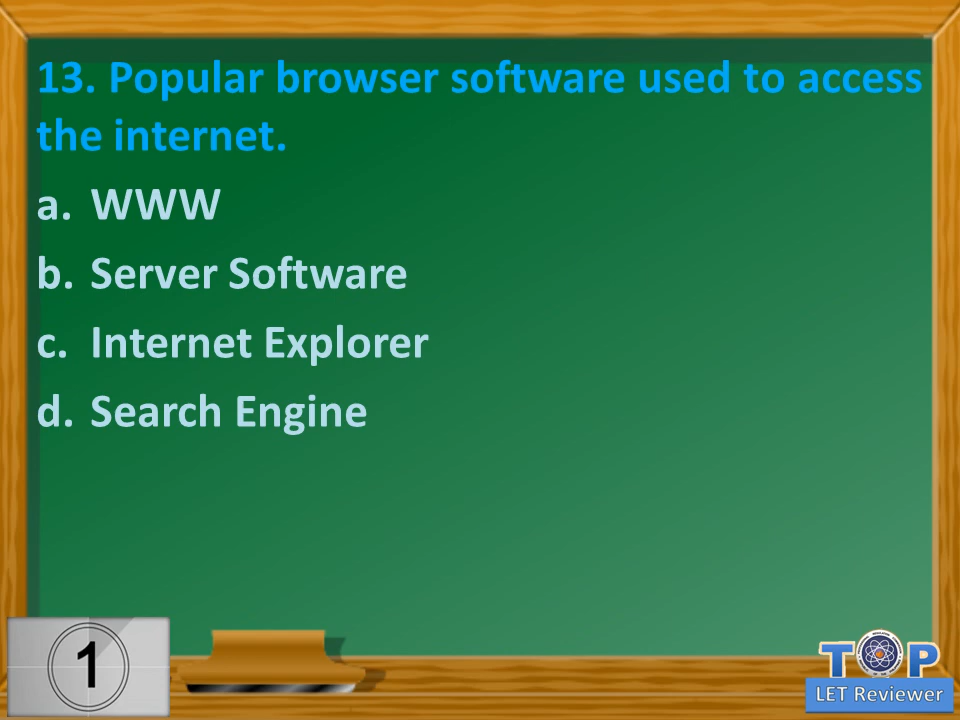 13. Popular browser software used to access
the internet.
a. WWW
b. Server Software
c. Internet Explorer
d. Search Engine
1
TOP
LET Reviewer